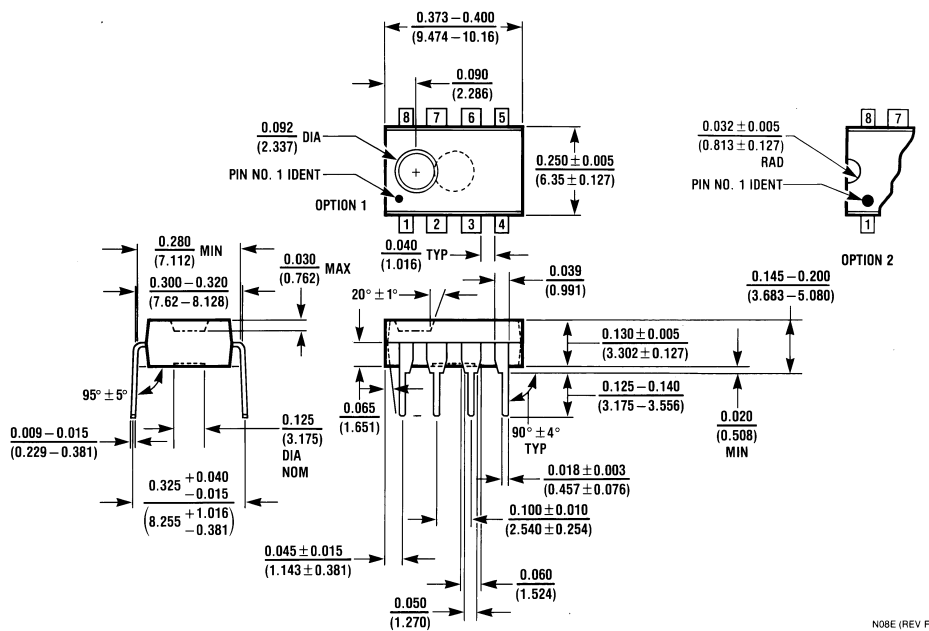 0.373 – 0.400
(9.474 – 10.16)
0.090
(2.286)
8 7 6 5
0.092 DIA
(2.337)
+
PIN NO. 1 IDENT
OPTION 1
1 2 3 4
0.250 ± 0.005
(6.35 ± 0.127)
8 7
0.032 ± 0.005
(0.813 ± 0.127)
RAD
PIN NO. 1 IDENT
1
OPTION 2
0.280 MIN
(7.112)
0.300 – 0.320
(7.62 – 8.128)
0.030 MAX
(0.762)
0.040 TYP
(1.016)
20° ± 1°
0.039
(0.991)
0.145 – 0.200
(3.683 – 5.080)
0.130 ± 0.005
(3.302 ± 0.127)
95° ± 5°
0.009 – 0.015
(0.229 – 0.381)
0.125
(3.175)
DIA
NOM
0.065
(1.651)
90° ± 4°
TYP
0.125 – 0.140
(3.175 – 3.556)
0.020
(0.508)
MIN
0.325 +0.040
–0.015
(8.255 +1.016
–0.381)
0.018 ± 0.003
(0.457 ± 0.076)
0.100 ± 0.010
(2.540 ± 0.254)
0.045 ± 0.015
(1.143 ± 0.381)
0.060
(1.524)
0.050
(1.270)
N08E (REV F